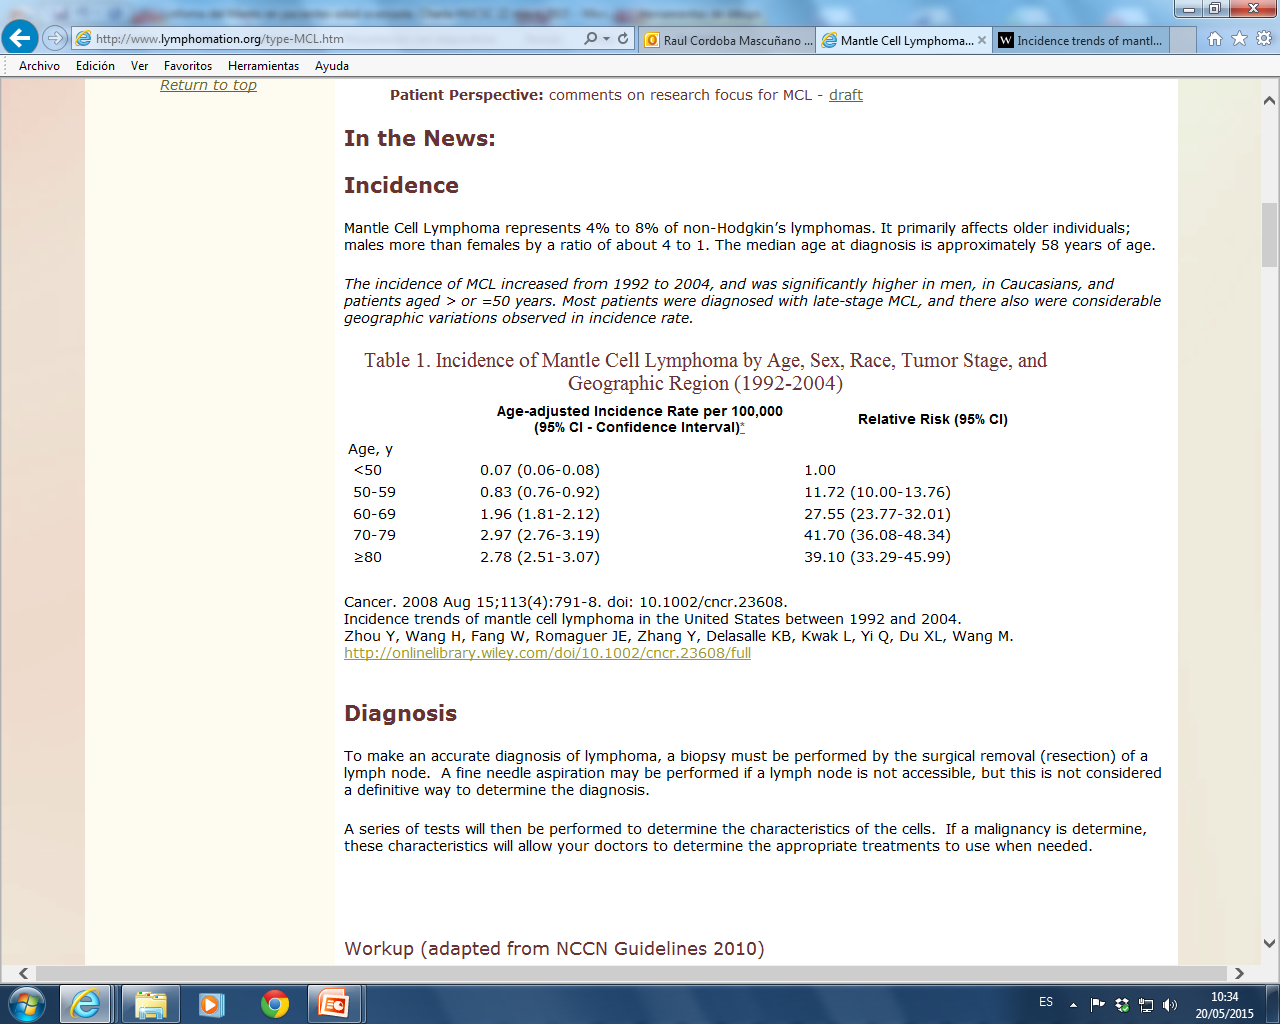 http://www.lymphomation.org/type-MCL.htm
Raul Cordoba Mascuñano ...
Mantle Cell Lymphoma...
Incidence trends of mantl...
Archivo Edición Ver Favoritos Herramientas Ayuda
Return to top
Patient Perspective: comments on research focus for MCL - draft
In the News:
Incidence
Mantle Cell Lymphoma represents 4% to 8% of non-Hodgkin’s lymphomas. It primarily affects older individuals;
males more than females by a ratio of about 4 to 1. The median age at diagnosis is approximately 58 years of age.
The incidence of MCL increased from 1992 to 2004, and was significantly higher in men, in Caucasians, and
patients aged > or =50 years. Most patients were diagnosed with late-stage MCL, and there also were considerable
geographic variations observed in incidence rate.
Table 1. Incidence of Mantle Cell Lymphoma by Age, Sex, Race, Tumor Stage, and
Geographic Region (1992-2004)
Age-adjusted Incidence Rate per 100,000
(95% CI - Confidence Interval)*
Relative Risk (95% CI)
Age, y
<50 0.07 (0.06-0.08) 1.00
50-59 0.83 (0.76-0.92) 11.72 (10.00-13.76)
60-69 1.96 (1.81-2.12) 27.55 (23.77-32.01)
70-79 2.97 (2.76-3.19) 41.70 (36.08-48.34)
≥80 2.78 (2.51-3.07) 39.10 (33.29-45.99)
Cancer. 2008 Aug 15;113(4):791-8. doi: 10.1002/cncr.23608.
Incidence trends of mantle cell lymphoma in the United States between 1992 and 2004.
Zhou Y, Wang H, Fang W, Romaguer JE, Zhang Y, Delasalle KB, Kwak L, Yi Q, Du XL, Wang M.
http://onlinelibrary.wiley.com/doi/10.1002/cncr.23608/full
Diagnosis
To make an accurate diagnosis of lymphoma, a biopsy must be performed by the surgical removal (resection) of a
lymph node.  A fine needle aspiration may be performed if a lymph node is not accessible, but this is not considered
a definitive way to determine the diagnosis.
A series of tests will then be performed to determine the characteristics of the cells.  If a malignancy is determine,
these characteristics will allow your doctors to determine the appropriate treatments to use when needed.
Workup (adapted from NCCN Guidelines 2010)
ES
10:34
20/05/2015